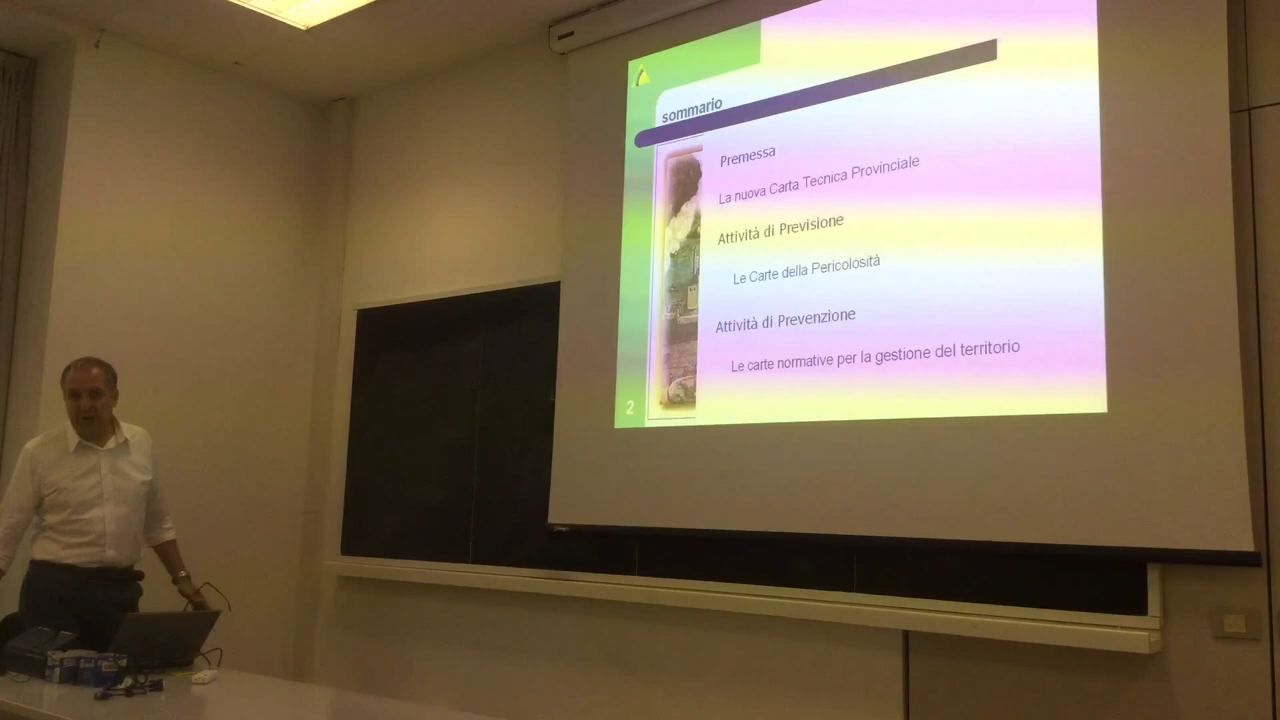 sommario
Premessa
La nuova Carta Tecnica Provinciale
Attività di Previsione
Le Carte della Pericolosità
Attività di Prevenzione
Le carte normative per la gestione del territorio
2